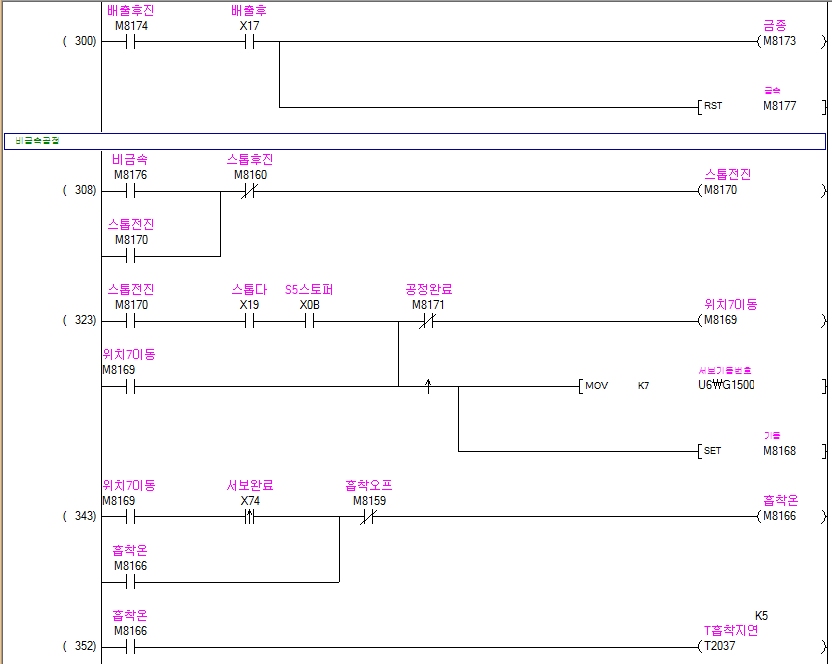 배출후진 배출후
M8174 X17 금종
( 300) M8173
금속
RST M8177
비금속공정
비금속 스톱후진
M8176 M8160 스톱전진
( 308) M8170
스톱전진
M8170
스톱전진 스톱다 S5스토퍼 공정완료
M8170 X19 X0B M8171 위치7이동
( 323) M8169
위치7이동
M8169 서보기동번호
MOV K7 U6₩G1500
기동
SET M8168
위치7이동 서보완료 흡착오프
M8169 X74 M8159 흡착온
( 343) M8166
흡착온
M8166
흡착온 K5
M8166 T흡착지연
( 352) T2037